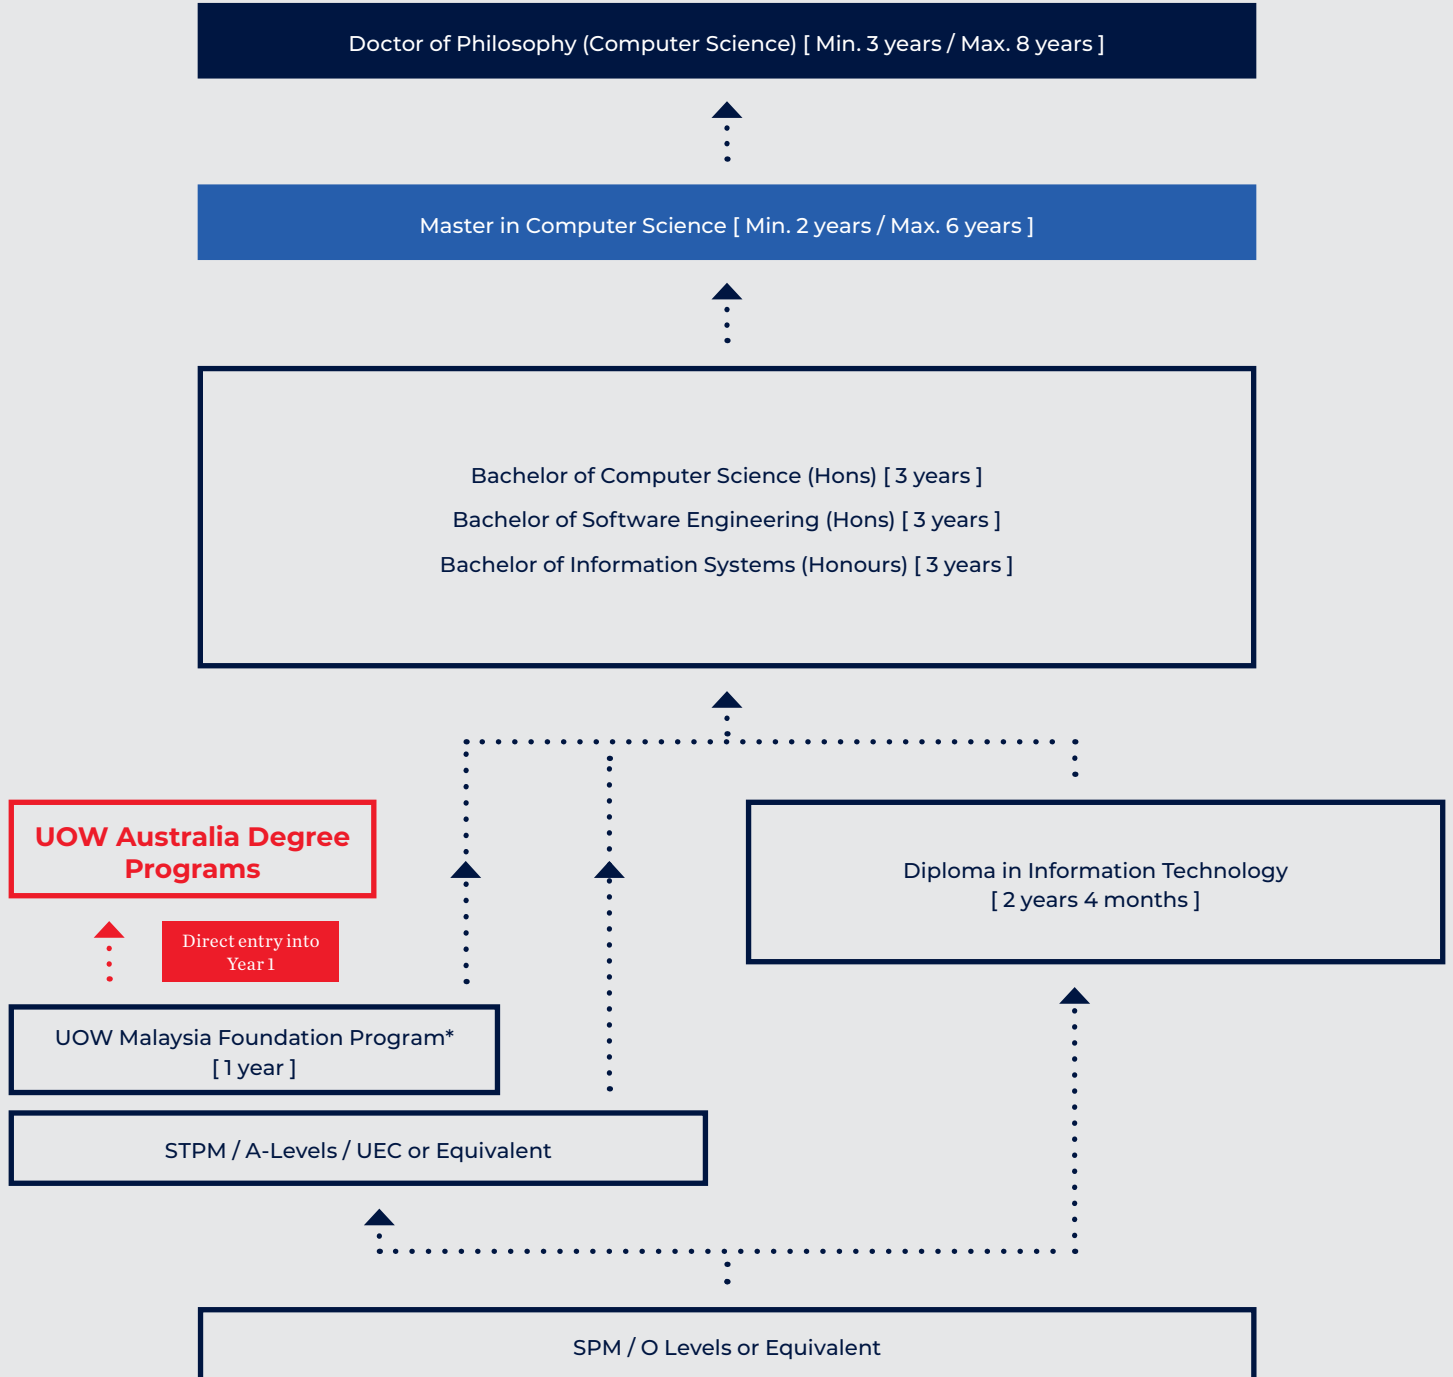 Doctor of Philosophy (Computer Science) [ Min. 3 years / Max. 8 years ]
Master in Computer Science [ Min. 2 years / Max. 6 years ]
Bachelor of Computer Science (Hons) [ 3 years ]
Bachelor of Software Engineering (Hons) [ 3 years ]
Bachelor of Information Systems (Honours) [ 3 years ]
UOW Australia Degree
Programs
Direct entry into
Year 1
Diploma in Information Technology
[ 2 years 4 months ]
UOW Malaysia Foundation Program*
[ 1 year ]
STPM / A-Levels / UEC or Equivalent
SPM / O Levels or Equivalent